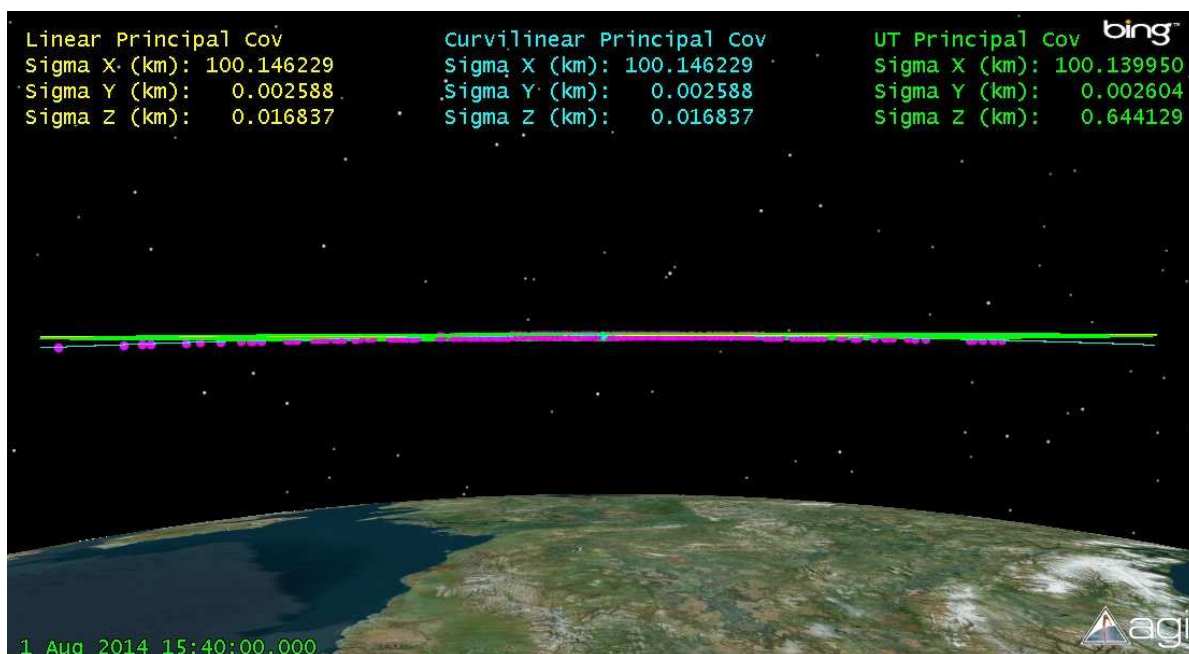 Linear Principal Cov
Sigma X (km): 100.146229
Sigma Y (km): 0.002588
Sigma Z (km): 0.016837
Curvilinear Principal Cov
Sigma X (km): 100.146229
Sigma Y (km): 0.002588
Sigma Z (km): 0.016837
UT Principal Cov
Sigma X (km): 100.139950
Sigma Y (km): 0.002604
Sigma Z (km): 0.644129
bing™
1 Aug 2014 15:40:00.000
agi